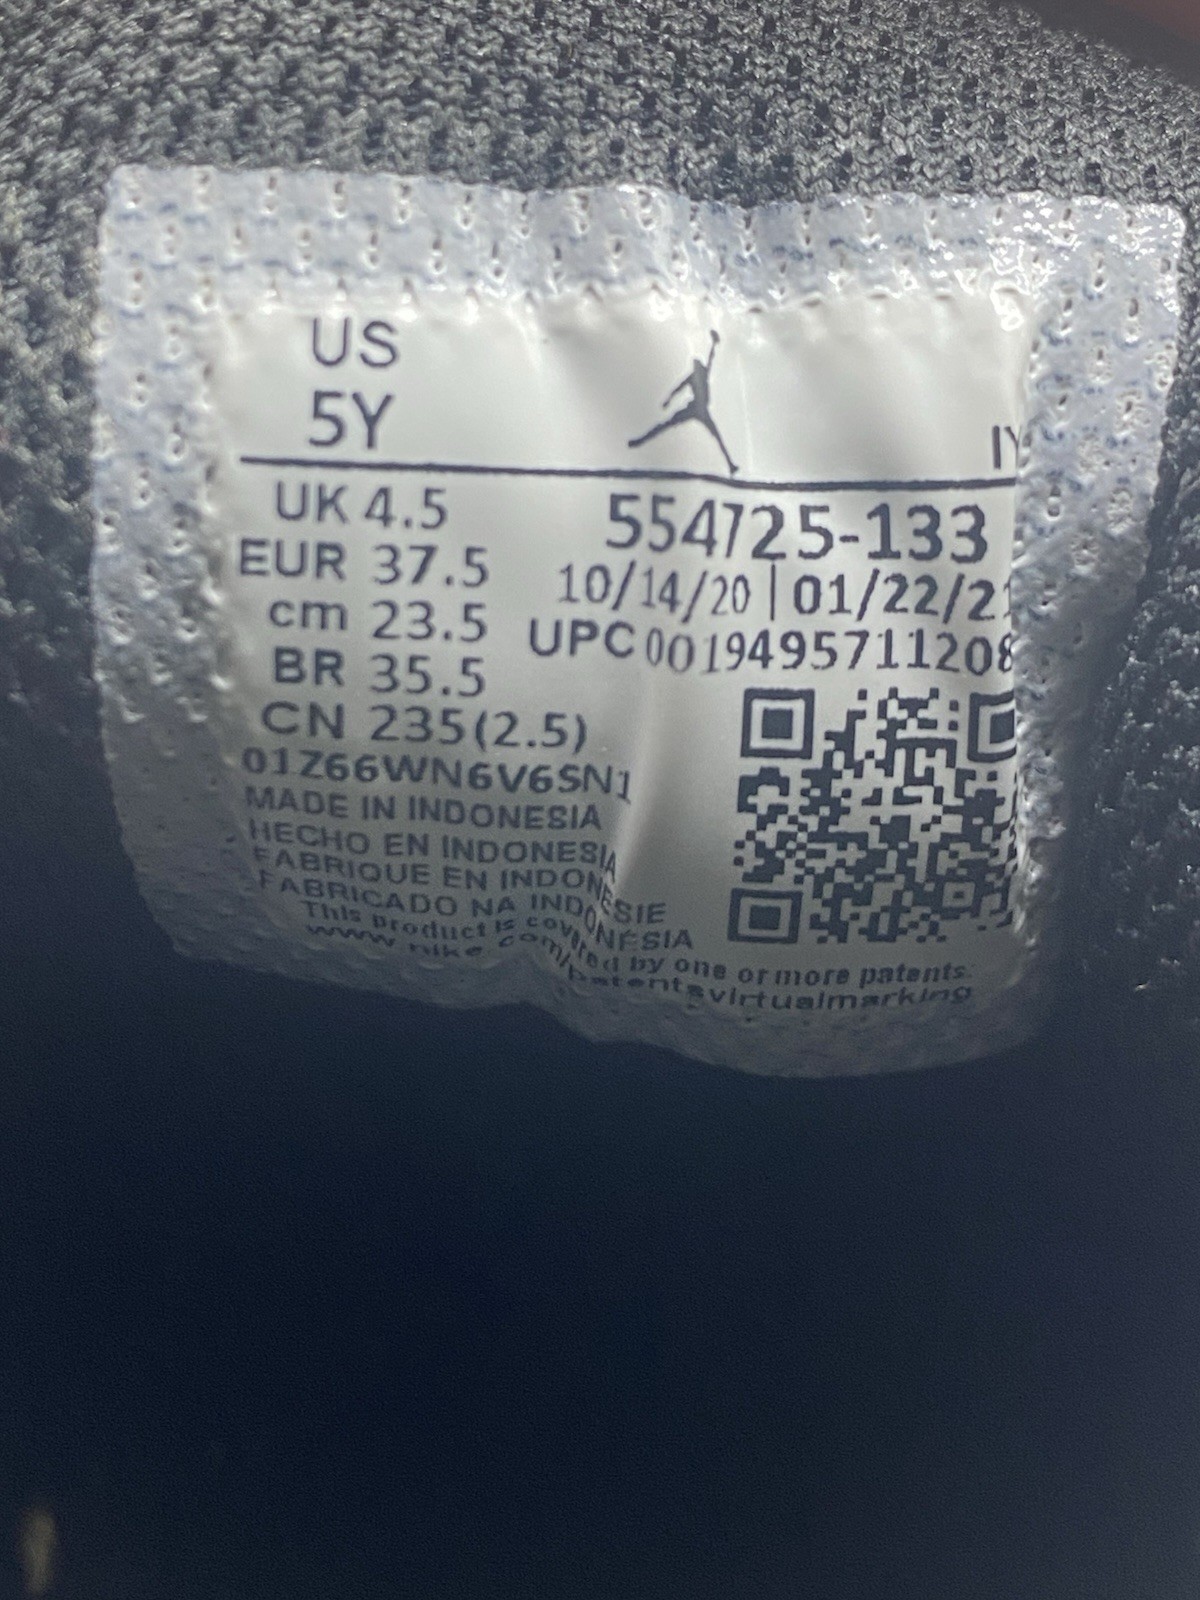 US
5Y
UK 4.5
EUR 37.5
cm 23.5
BR 35.5
CN 235(2.5)
01Z66WN6V6SN1
MADE IN INDONESIA
HECHO EN INDONESIA
FABRIQUE EN INDONESIE
FABRICADO NA INDONÉSIA
This product is covered by one or more patents.
www.nike.com/patentsvirtualmarking
IY
554725-133
10/14/20 | 01/22/21
UPC 0019495711208